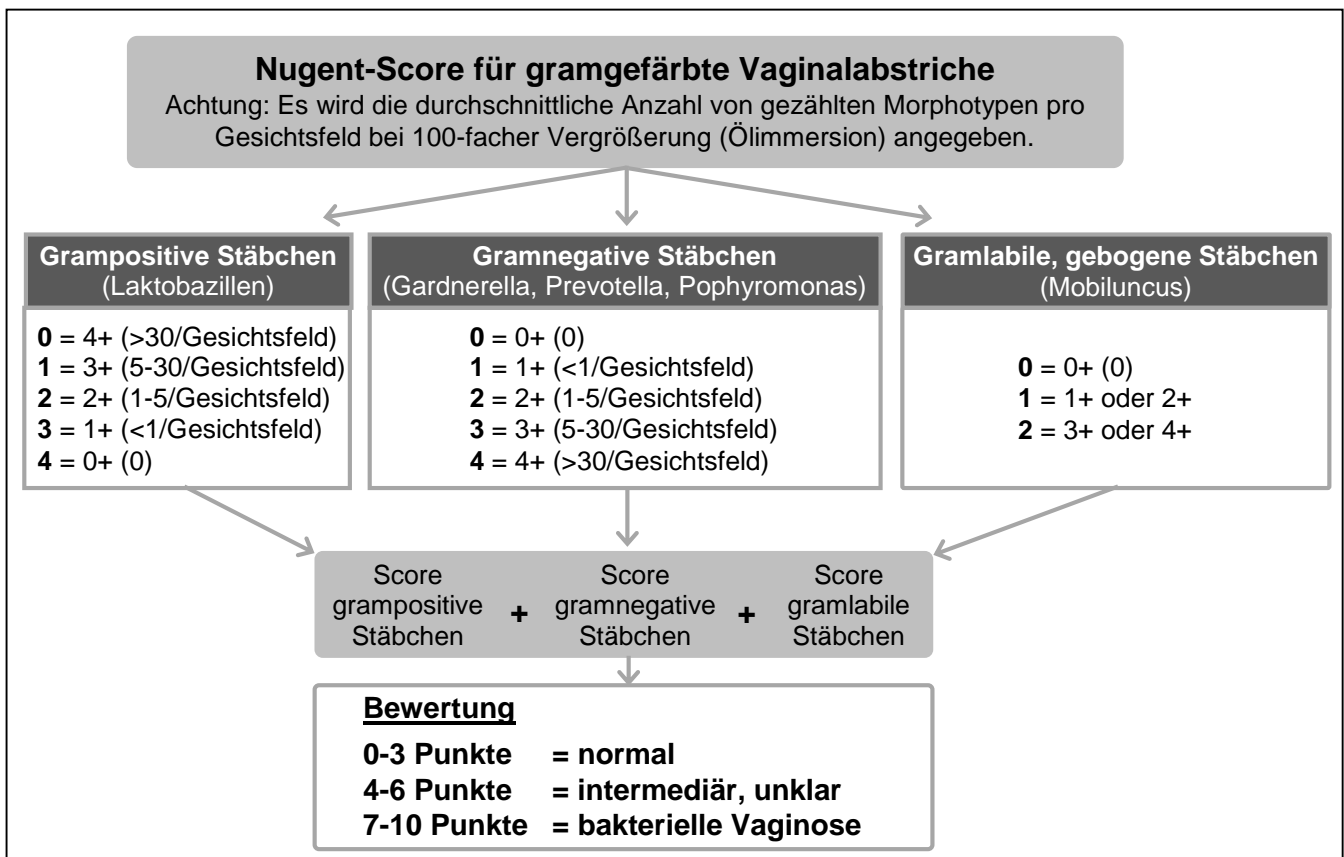 Nugent-Score für gramgefärbte Vaginalabstriche
Achtung: Es wird die durchschnittliche Anzahl von gezählten Morphotypen pro
Gesichtsfeld bei 100-facher Vergrößerung (Ölimmersion) angegeben.
Grampositive Stäbchen
(Laktobazillen)
0 = 4+ (>30/Gesichtsfeld)
1 = 3+ (5-30/Gesichtsfeld)
2 = 2+ (1-5/Gesichtsfeld)
3 = 1+ (<1/Gesichtsfeld)
4 = 0+ (0)
Gramnegative Stäbchen
(Gardnerella, Prevotella, Pophyromonas)
0 = 0+ (0)
1 = 1+ (<1/Gesichtsfeld)
2 = 2+ (1-5/Gesichtsfeld)
3 = 3+ (5-30/Gesichtsfeld)
4 = 4+ (>30/Gesichtsfeld)
Gramlabile, gebogene Stäbchen
(Mobiluncus)
0 = 0+ (0)
1 = 1+ oder 2+
2 = 3+ oder 4+
Score
grampositive
Stäbchen
+
Score
gramnegative
Stäbchen
+
Score
gramlabile
Stäbchen
Bewertung
0-3 Punkte = normal
4-6 Punkte = intermediär, unklar
7-10 Punkte = bakterielle Vaginose